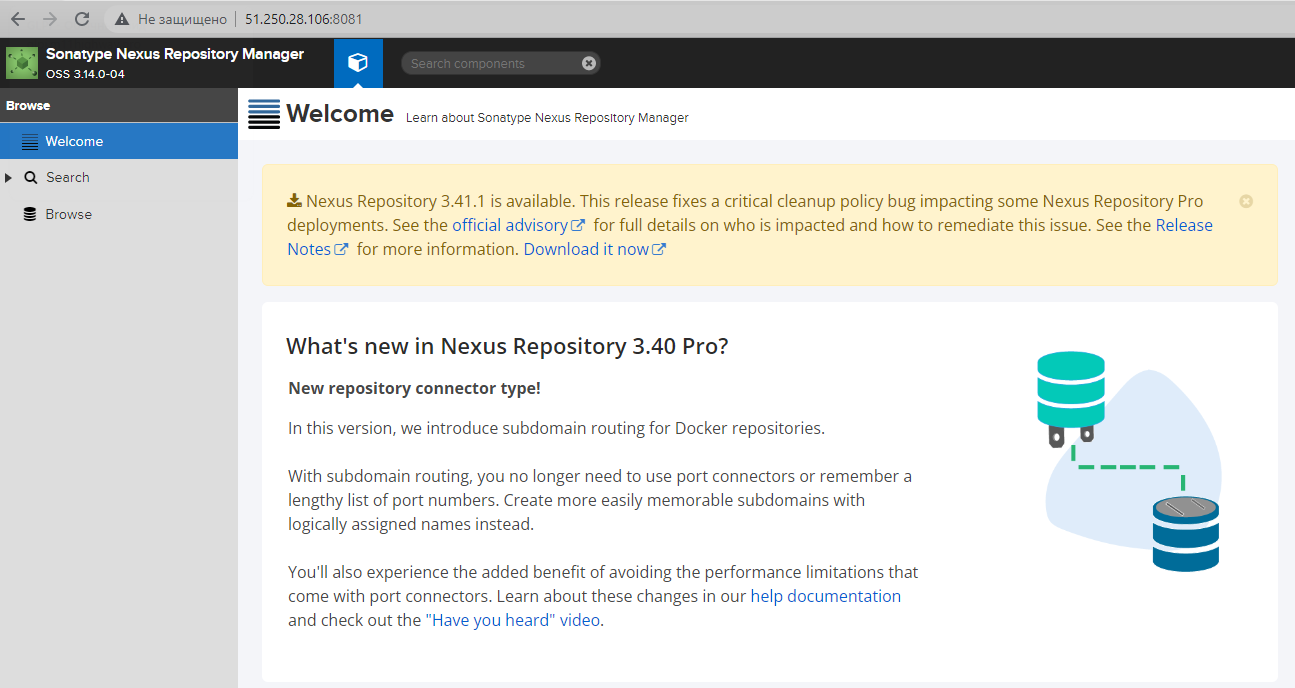 Не защищено 51.250.28.106:8081
Sonatype Nexus Repository Manager
OSS 3.14.0-04
Search components
Browse
Welcome
Search
Browse
Welcome Learn about Sonatype Nexus Repository Manager
Nexus Repository 3.41.1 is available. This release fixes a critical cleanup policy bug impacting some Nexus Repository Pro
deployments. See the official advisory for full details on who is impacted and how to remediate this issue. See the Release
Notes for more information. Download it now
What's new in Nexus Repository 3.40 Pro?
New repository connector type!
In this version, we introduce subdomain routing for Docker repositories.
With subdomain routing, you no longer need to use port connectors or remember a
lengthy list of port numbers. Create more easily memorable subdomains with
logically assigned names instead.
You'll also experience the added benefit of avoiding the performance limitations that
come with port connectors. Learn about these changes in our help documentation
and check out the "Have you heard" video.